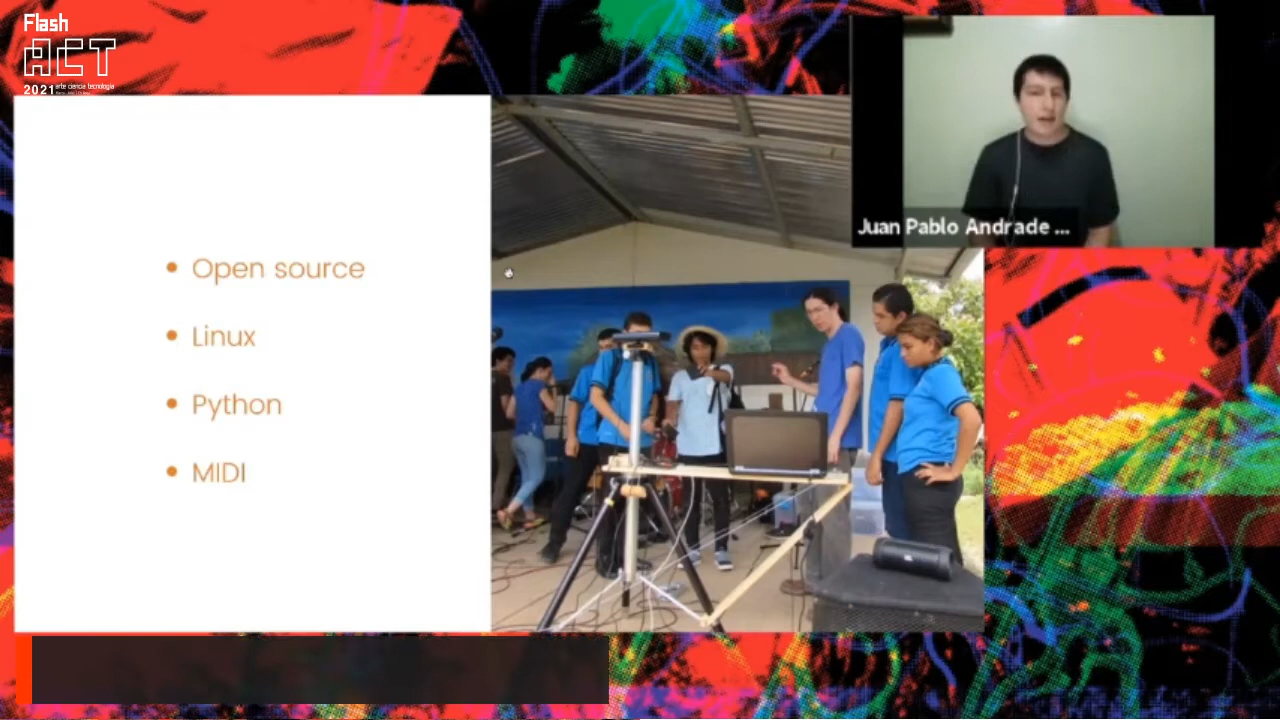 Flash
ACT
2021 arte ciencia tecnología
Juan Pablo Andrade ...
• Open source
• Linux
• Python
• MIDI